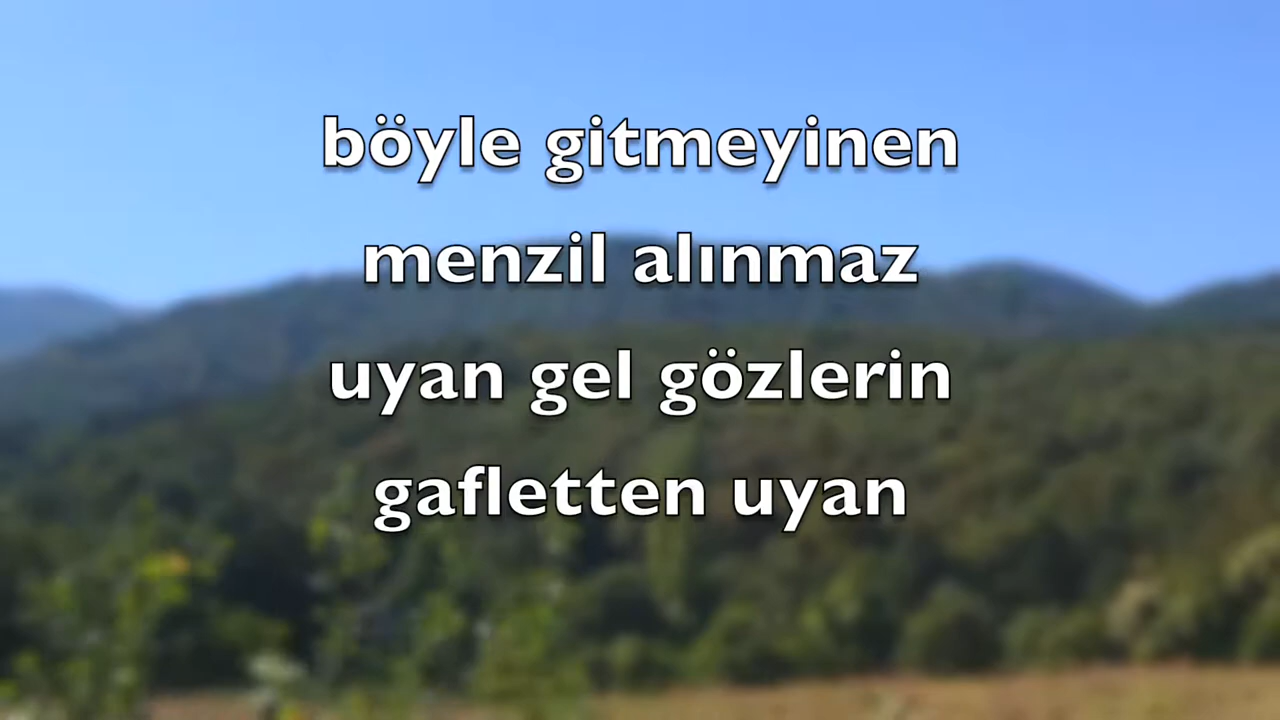 böyle gitmeyinen
menzil alınmaz
uyan gel gözlerin
gafletten uyan